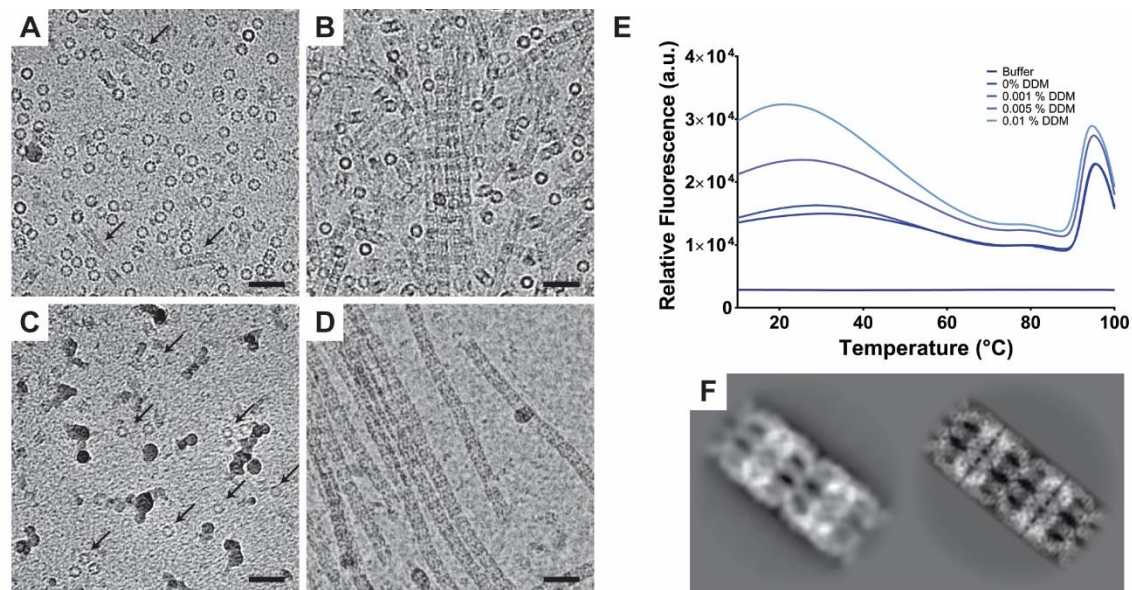 A
B
C
D
E
Relative Fluorescence (a.u.)
4×10⁴
3×10⁴
2×10⁴
1×10⁴
0
20
40
60
80
100
Temperature (°C)
Buffer
0% DDM
0.001 % DDM
0.005 % DDM
0.01 % DDM
F